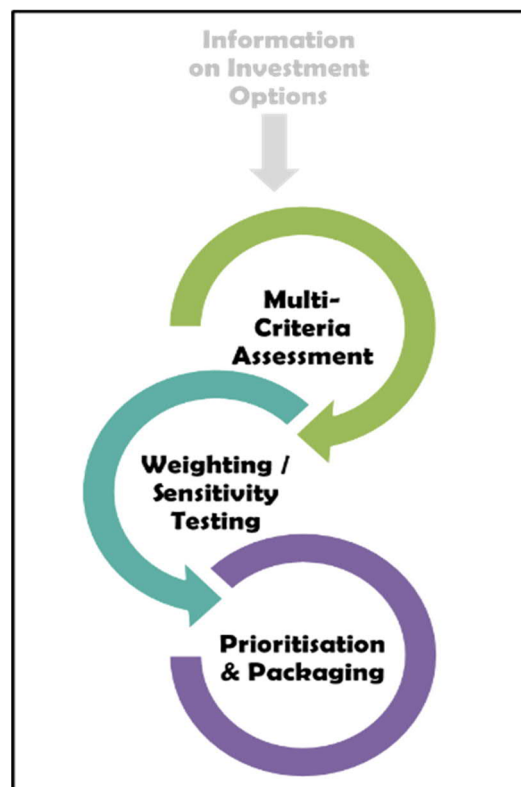 Information
on Investment
Options
Multi-
Criteria
Assessment
Weighting /
Sensitivity
Testing
Prioritisation
& Packaging